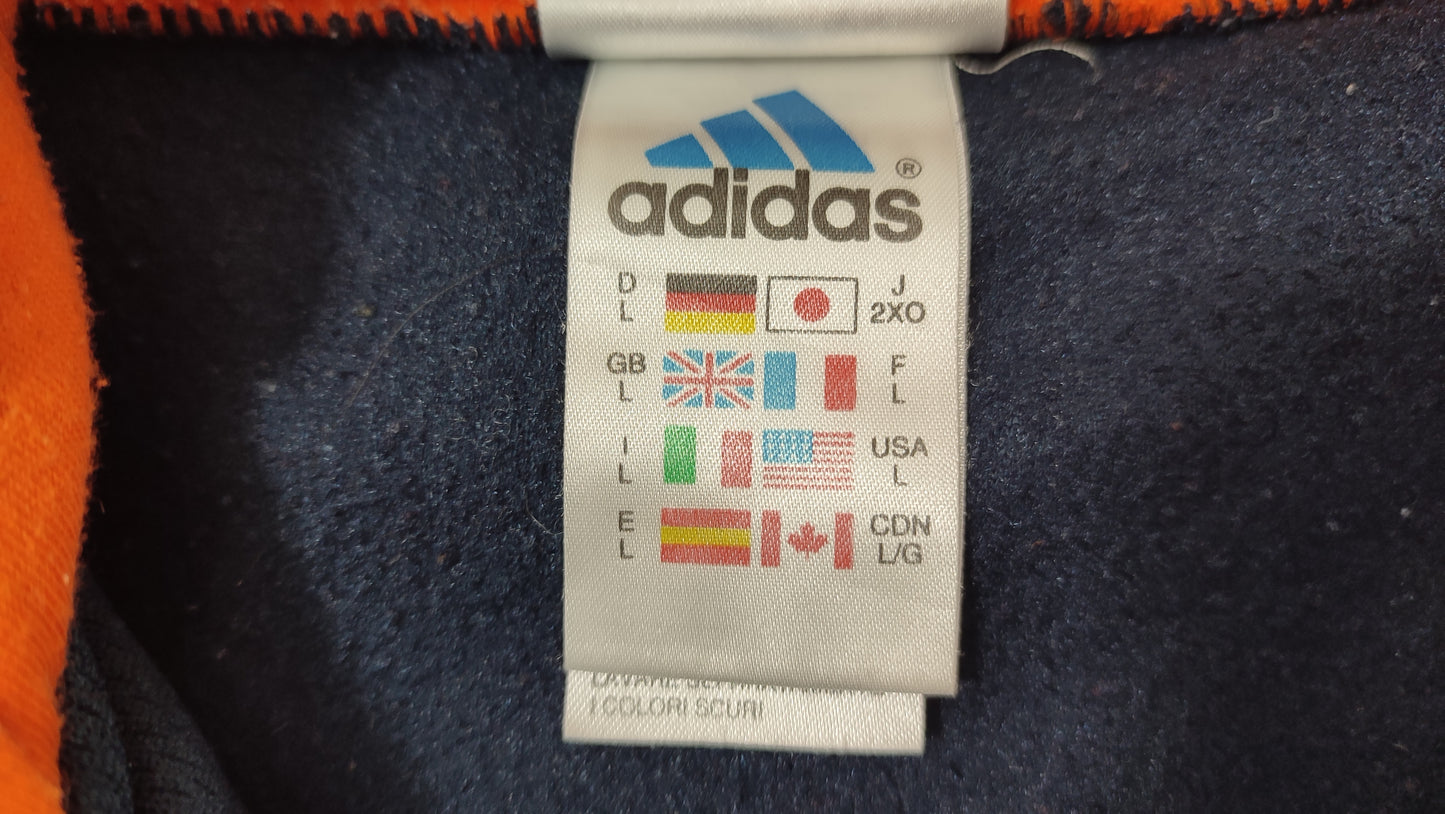 adidas®
D J
L 2XO
GB F
L L
I USA
L L
E CDN
L L/G
I COLORI SCURI